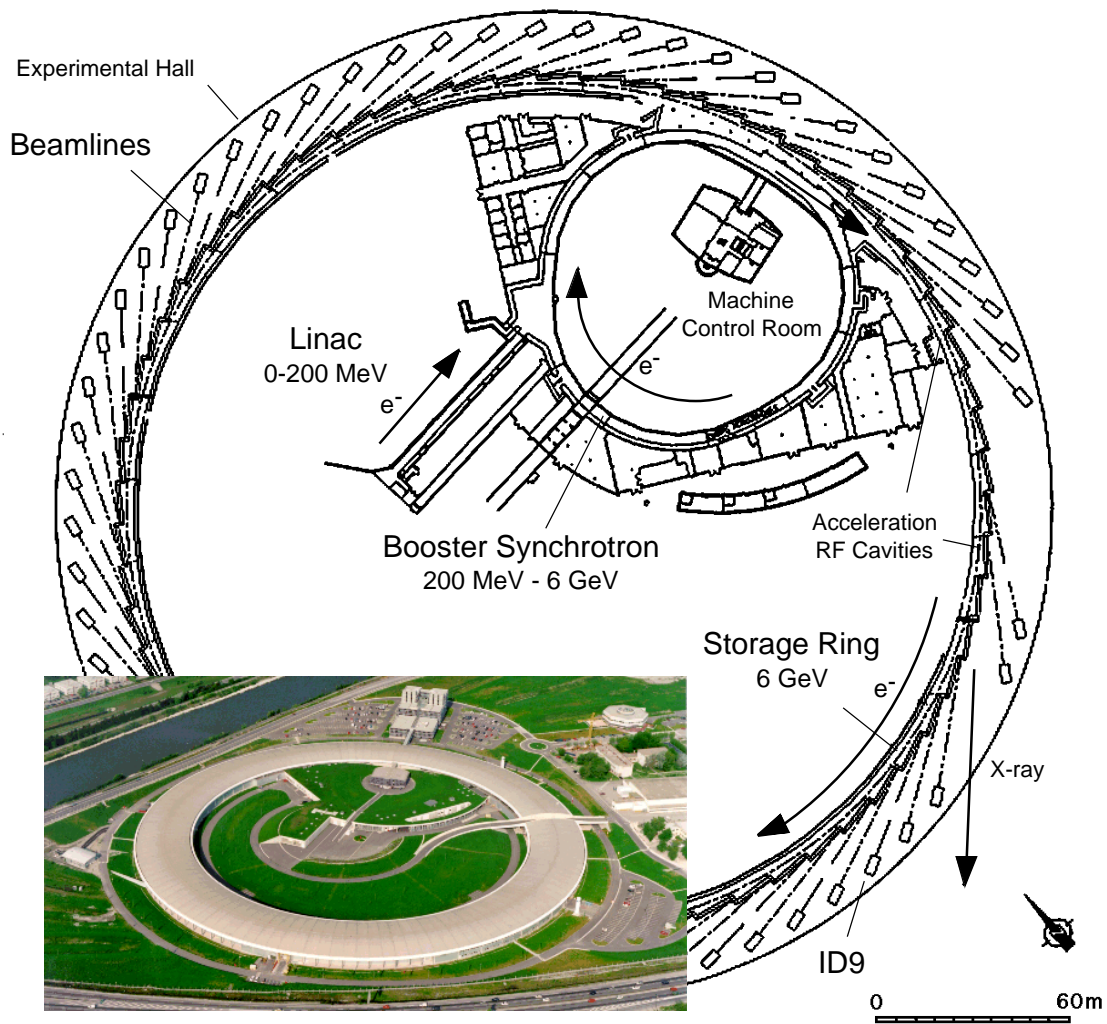 Experimental Hall
Beamlines
Machine
Control Room
Linac
0-200 MeV
e-
e-
Acceleration
RF Cavities
Booster Synchrotron
200 MeV - 6 GeV
Storage Ring
6 GeV
e-
X-ray
ID9
0 60m